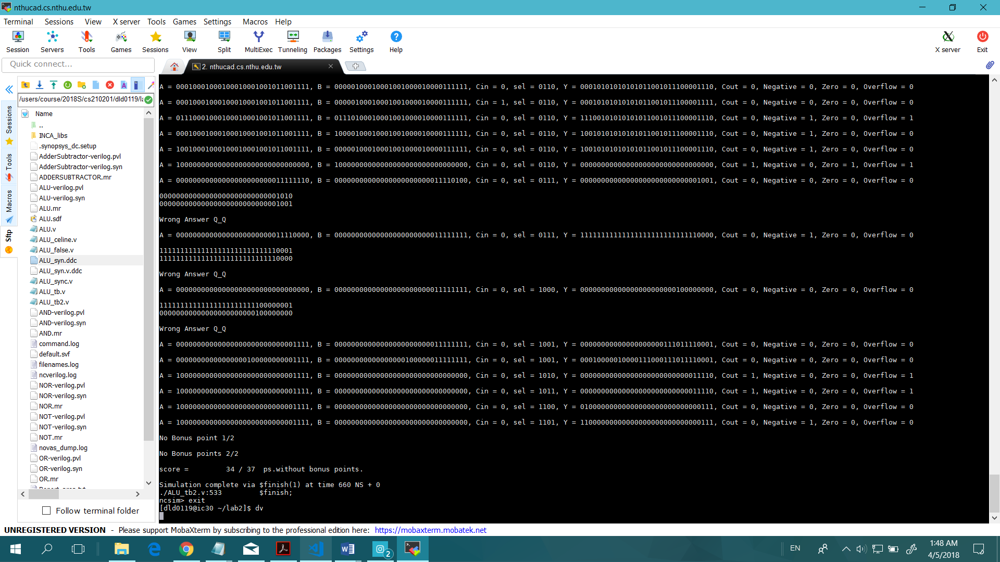 nthucad.cs.nthu.edu.tw
Terminal Sessions View X server Tools Games Settings Macros Help
Session Servers Tools Games Sessions View Split MultiExec Tunneling Packages Settings Help X server Exit
Quick connect...
2. nthucad.cs.nthu.edu.tw
/users/course/2018S/cs210201/dld0119/la
Sessions
Tools
Macros
Sftp
Name
..
INCA_libs
.synopsys_dc.setup
AdderSubtractor-verilog.pvl
AdderSubtractor-verilog.syn
ADDERSUBTRACTOR.mr
ALU-verilog.pvl
ALU-verilog.syn
ALU.mr
ALU.sdf
ALU.v
ALU_celine.v
ALU_false.v
ALU_syn.ddc
ALU_syn.v.ddc
ALU_sync.v
ALU_tb.v
ALU_tb2.v
AND-verilog.pvl
AND-verilog.syn
AND.mr
command.log
default.svf
filenames.log
ncverilog.log
NOR-verilog.pvl
NOR-verilog.syn
NOR.mr
NOT-verilog.pvl
NOT-verilog.syn
NOT.mr
novas_dump.log
OR-verilog.pvl
OR-verilog.syn
OR.mr
Follow terminal folder
A = 00010001000100010001001011001111, B = 00000100010001001000010000111111, Cin = 0, sel = 0110, Y = 00010101010101011001011100001110, Cout = 0, Negative = 0, Zero = 0, Overflow = 0
A = 00010001000100010001001011001111, B = 00000100010001001000010000111111, Cin = 1, sel = 0110, Y = 00010101010101011001011100001111, Cout = 0, Negative = 0, Zero = 0, Overflow = 0
A = 01110001000100010001001011001111, B = 01110100010001001000010000111111, Cin = 0, sel = 0110, Y = 11100101010101011001011100001110, Cout = 0, Negative = 1, Zero = 0, Overflow = 1
A = 00010001000100010001001011001111, B = 10000100010001001000010000111111, Cin = 0, sel = 0110, Y = 10010101010101011001011100001110, Cout = 0, Negative = 1, Zero = 0, Overflow = 0
A = 10010001000100010001001011001111, B = 00000100010001001000010000111111, Cin = 0, sel = 0110, Y = 10010101010101011001011100001110, Cout = 0, Negative = 1, Zero = 0, Overflow = 0
A = 10000000000000000000000000000000, B = 10000000000000000000000000000000, Cin = 0, sel = 0110, Y = 00000000000000000000000000000000, Cout = 1, Negative = 0, Zero = 1, Overflow = 1
A = 00000000000000000000000011111110, B = 00000000000000000000000011110100, Cin = 0, sel = 0111, Y = 00000000000000000000000000001001, Cout = 0, Negative = 0, Zero = 0, Overflow = 0
00000000000000000000000000001010
00000000000000000000000000001001
Wrong Answer Q_Q
A = 00000000000000000000000011110000, B = 00000000000000000000000011111111, Cin = 0, sel = 0111, Y = 11111111111111111111111111110000, Cout = 0, Negative = 1, Zero = 0, Overflow = 0
11111111111111111111111111110001
11111111111111111111111111110000
Wrong Answer Q_Q
A = 00000000000000000000000000000000, B = 00000000000000000000000011111111, Cin = 0, sel = 1000, Y = 00000000000000000000000100000000, Cout = 0, Negative = 0, Zero = 0, Overflow = 0
11111111111111111111111100000001
00000000000000000000000100000000
Wrong Answer Q_Q
A = 00000000000000000000000000001111, B = 00000000000000000000000011111111, Cin = 0, sel = 1001, Y = 00000000000000000000111011110001, Cout = 0, Negative = 0, Zero = 0, Overflow = 0
A = 00000000000000000100000000001111, B = 00000000000000000100000011111111, Cin = 0, sel = 1001, Y = 00010000010000111000111011110001, Cout = 0, Negative = 0, Zero = 0, Overflow = 0
A = 10000000000000000000000000001111, B = 00000000000000000000000000000000, Cin = 0, sel = 1010, Y = 00000000000000000000000000011110, Cout = 1, Negative = 0, Zero = 0, Overflow = 1
A = 10000000000000000000000000001111, B = 00000000000000000000000000000000, Cin = 0, sel = 1011, Y = 00000000000000000000000000011110, Cout = 1, Negative = 0, Zero = 0, Overflow = 1
A = 10000000000000000000000000001111, B = 00000000000000000000000000000000, Cin = 0, sel = 1100, Y = 01000000000000000000000000000111, Cout = 0, Negative = 0, Zero = 0, Overflow = 0
A = 10000000000000000000000000001111, B = 00000000000000000000000000000000, Cin = 0, sel = 1101, Y = 11000000000000000000000000000111, Cout = 0, Negative = 1, Zero = 0, Overflow = 0
No Bonus point 1/2
No Bonus points 2/2
score = 34 / 37 ps.without bonus points.
Simulation complete via $finish(1) at time 660 NS + 0
./ALU_tb2.v:533 $finish;
ncsim> exit
[dld0119@ic30 ~/lab2]$ dv
UNREGISTERED VERSION - Please support MobaXterm by subscribing to the professional edition here: https://mobaxterm.mobatek.net
2
EN
1:48 AM
4/5/2018